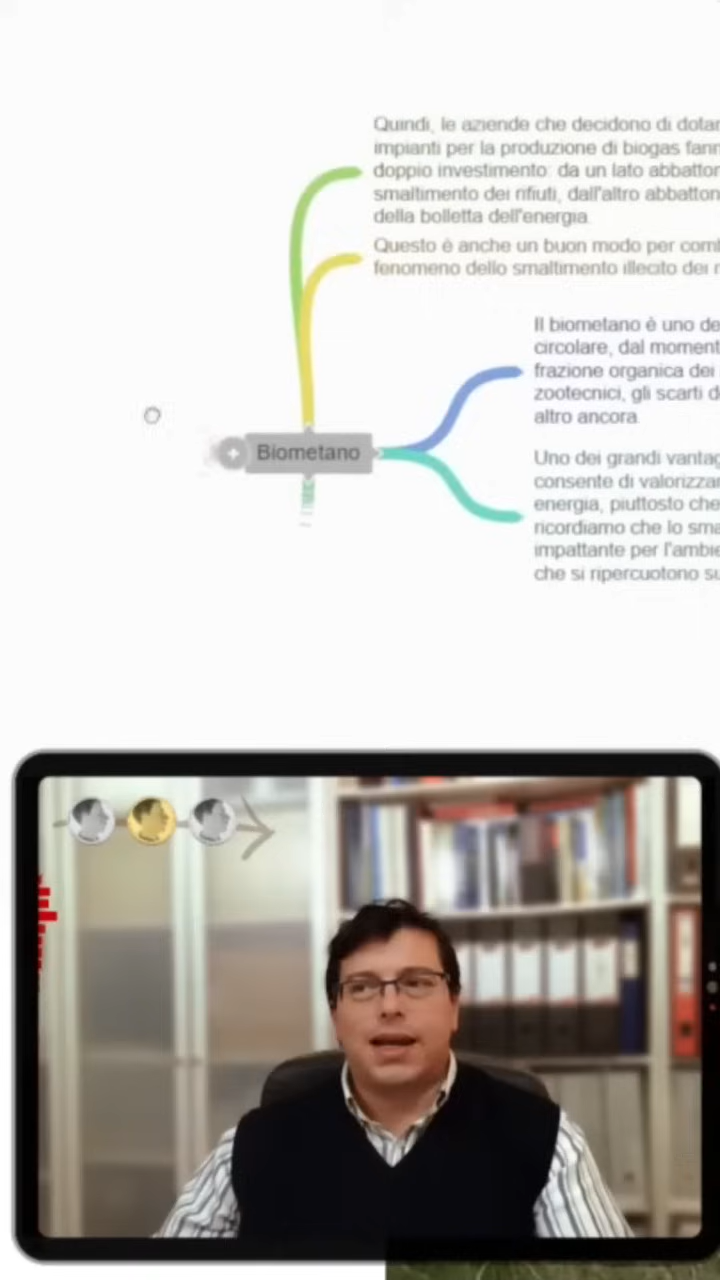 Quindi, le aziende che decidono di dotar
impianti per la produzione di biogas fann
doppio investimento: da un lato abbatton
smaltimento dei rifiuti, dall'altro abbatton
della bolletta dell'energia.
Questo è anche un buon modo per comb
fenomeno dello smaltimento illecito dei r
Il biometano è uno de
circolare, dal moment
frazione organica dei
zootecnici, gli scarti d
altro ancora.
Biometano
Uno dei grandi vantag
consente di valorizzar
energia, piuttosto che
ricordiamo che lo sma
impattante per l'ambie
che si ripercuotono su